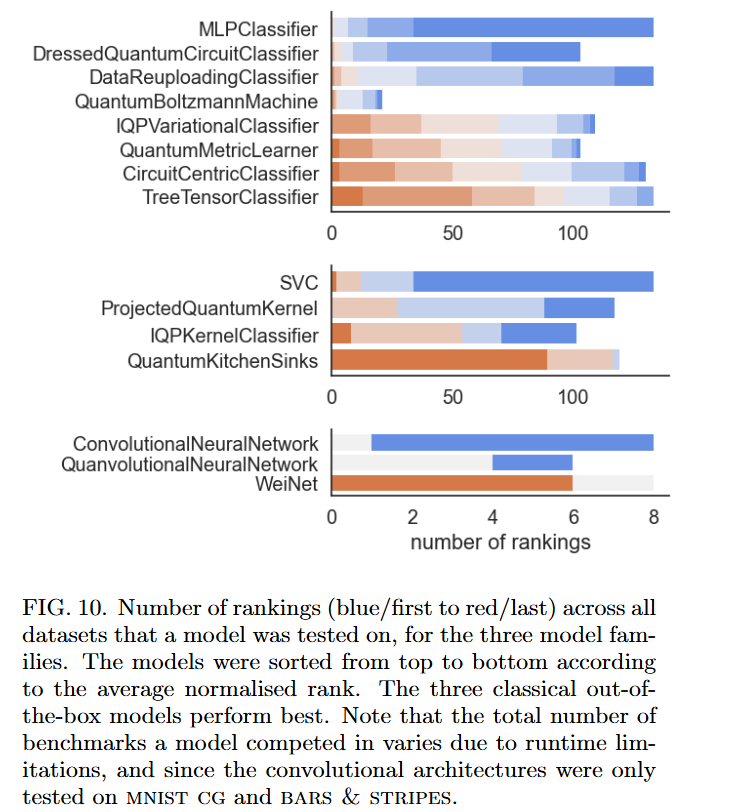 MLPClassifier
DressedQuantumCircuitClassifier
DataReuploadingClassifier
QuantumBoltzmannMachine
IQPVariationalClassifier
QuantumMetricLearner
CircuitCentricClassifier
TreeTensorClassifier
0 50 100
SVC
ProjectedQuantumKernel
IQPKernelClassifier
QuantumKitchenSinks
0 50 100
ConvolutionalNeuralNetwork
QuanvolutionalNeuralNetwork
WeiNet
0 2 4 6 8
number of rankings
FIG. 10. Number of rankings (blue/first to red/last) across all
datasets that a model was tested on, for the three model fam-
ilies. The models were sorted from top to bottom according
to the average normalised rank. The three classical out-of-
the-box models perform best. Note that the total number of
benchmarks a model competed in varies due to runtime lim-
itations, and since the convolutional architectures were only
tested on MNIST CG and BARS & STRIPES.